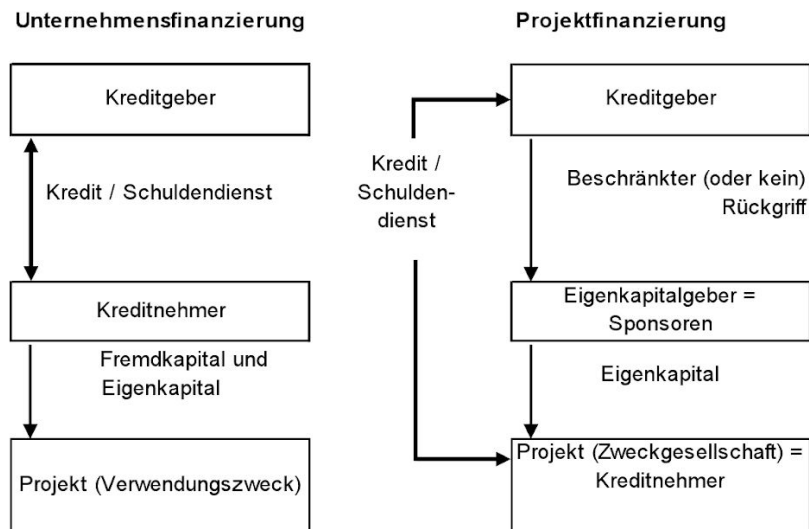 Unternehmensfinanzierung
Kreditgeber
Kredit / Schuldendienst
Kreditnehmer
Fremdkapital und
Eigenkapital
Projekt (Verwendungszweck)
Projektfinanzierung
Kreditgeber
Kredit /
Schulden-
dienst
Beschränkter (oder kein)
Rückgriff
Eigenkapitalgeber =
Sponsoren
Eigenkapital
Projekt (Zweckgesellschaft) =
Kreditnehmer